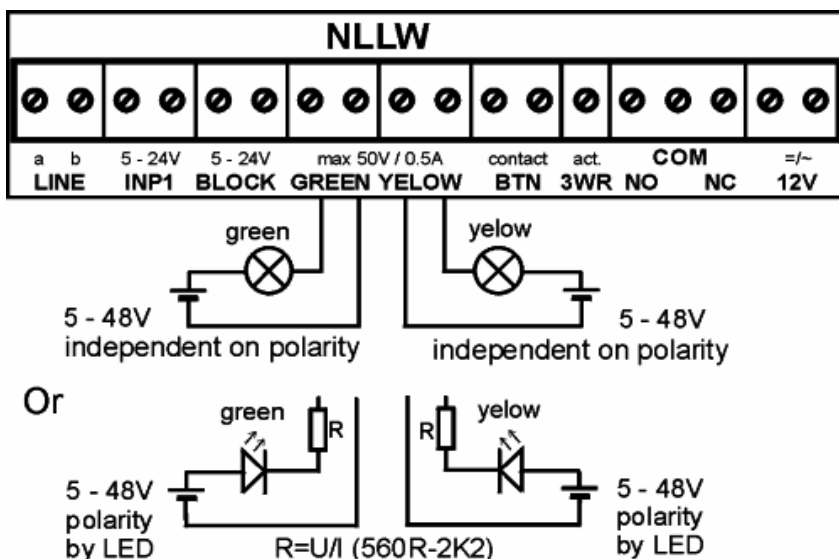 NLLW
a b 5 - 24V 5 - 24V max 50V / 0.5A contact act. COM =/~
LINE INP1 BLOCK GREEN YELOW BTN 3WR NO NC 12V
green yelow
5 - 48V 5 - 48V
independent on polarity independent on polarity
Or
green R R yelow
5 - 48V 5 - 48V
polarity polarity
by LED R=U/I (560R-2K2) by LED